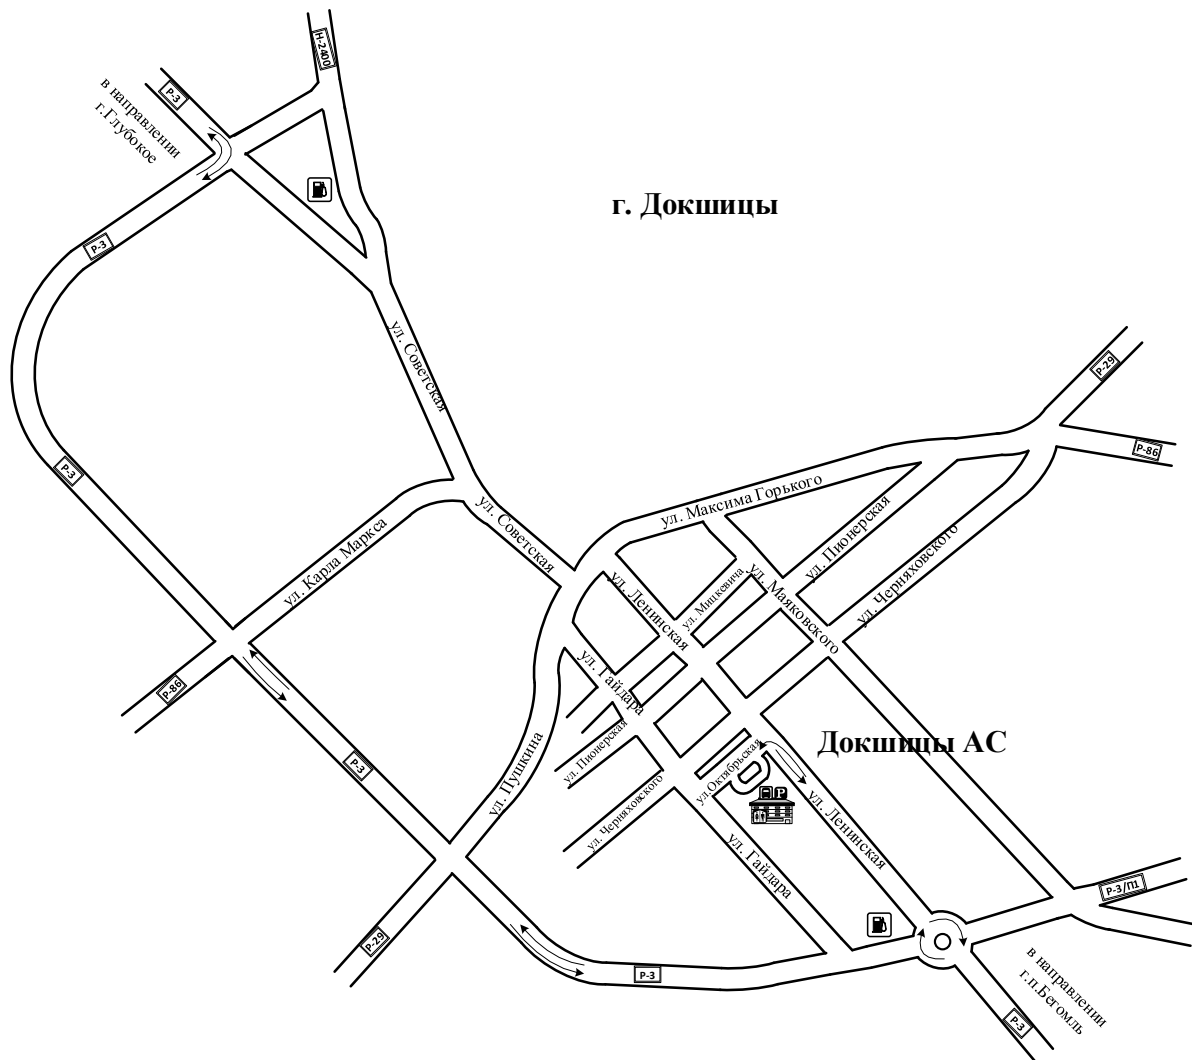 Н-2400
Р-3
в направлении
г.Глубокое
г. Докшицы
Р-3
ул. Советская
Р-29
Р-86
Р-3
ул. Советская
ул. Максима Горького
ул. Пионерская
ул. Карла Маркса
ул. Черняховского
ул. Мицкевича
ул. Маяковского
ул. Ленинская
ул. Гайдара
Р-86
Р-3
ул. Пушкина
ул. Пионерская
ул.Октябрьская
Докшицы АС
P
ул. Черняховского
ул. Ленинская
ул. Гайдара
Р-3/П1
Р-29
Р-3
в направлении
г.п.Бегомль
Р-3